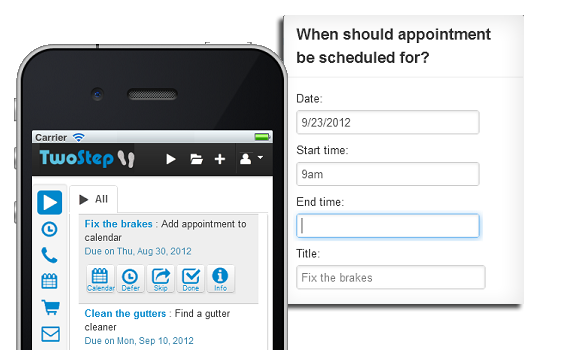 When should appointment
be scheduled for?
Date:
9/23/2012
Start time:
9am
End time:
Title:
Fix the brakes
Carrier
TwoStep
All
Fix the brakes : Add appointment to
calendar
Due on Thu, Aug 30, 2012
Calendar Defer Skip Done Info
Clean the gutters : Find a gutter
cleaner
Due on Mon, Sep 10, 2012